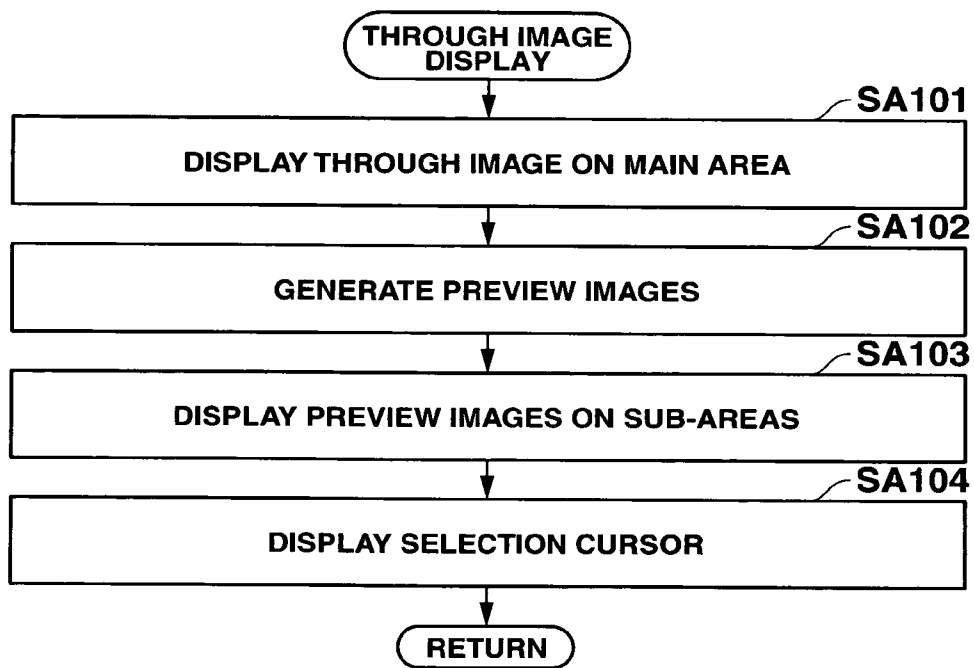 THROUGH IMAGE
DISPLAY
SA101
DISPLAY THROUGH IMAGE ON MAIN AREA
SA102
GENERATE PREVIEW IMAGES
SA103
DISPLAY PREVIEW IMAGES ON SUB-AREAS
SA104
DISPLAY SELECTION CURSOR
RETURN